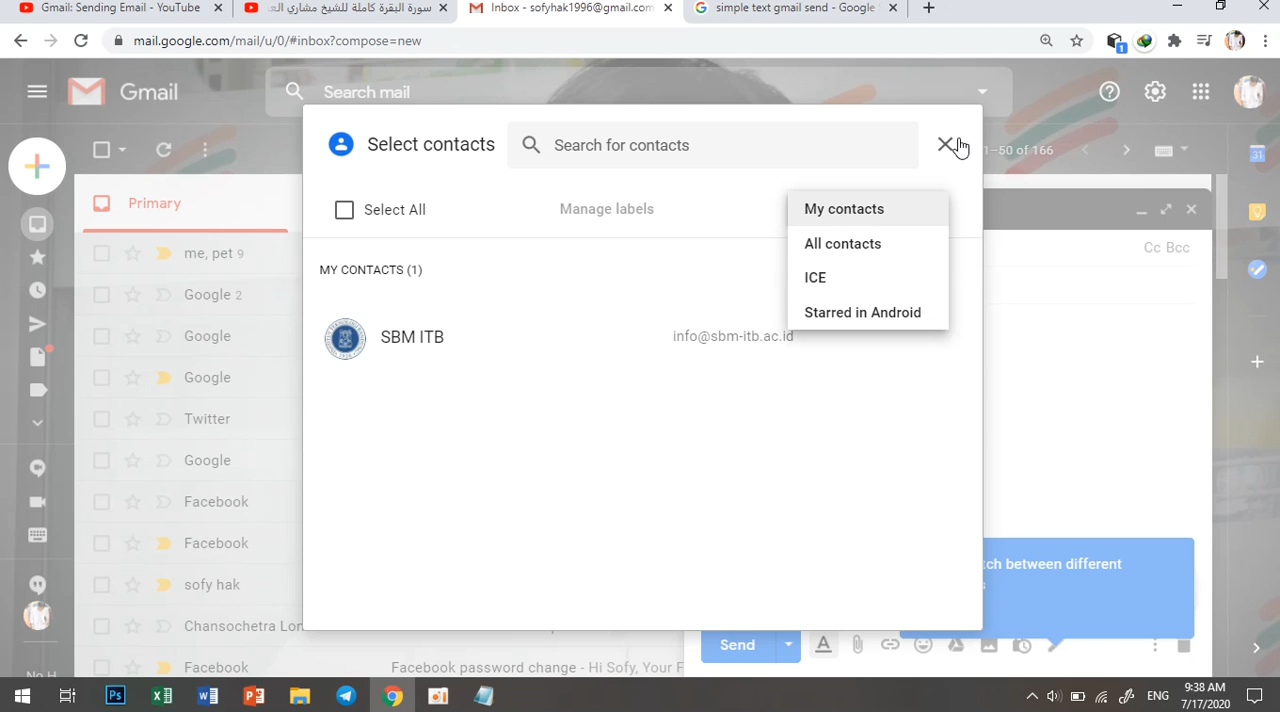 Gmail: Sending Email - YouTube
سورة البقرة كاملة للشيخ مشاري الع
Inbox - sofyhak1996@gmail.com
simple text gmail send - Google
mail.google.com/mail/u/0/#inbox?compose=new
1
Gmail
Search mail
Select contacts
Search for contacts
1–50 of 166
31
Primary
Select All
Manage labels
My contacts
All contacts
ICE
Starred in Android
Cc Bcc
MY CONTACTS (1)
SBM ITB
info@sbm-itb.ac.id
me, pet 9
Google 2
Google
Google
Twitter
Google
Facebook
Facebook
sofy hak
Chansochetra Lon
Facebook
Facebook password change - Hi Sofy, Your F
tch between different
s
Send
No H
ENG
9:38 AM
7/17/2020